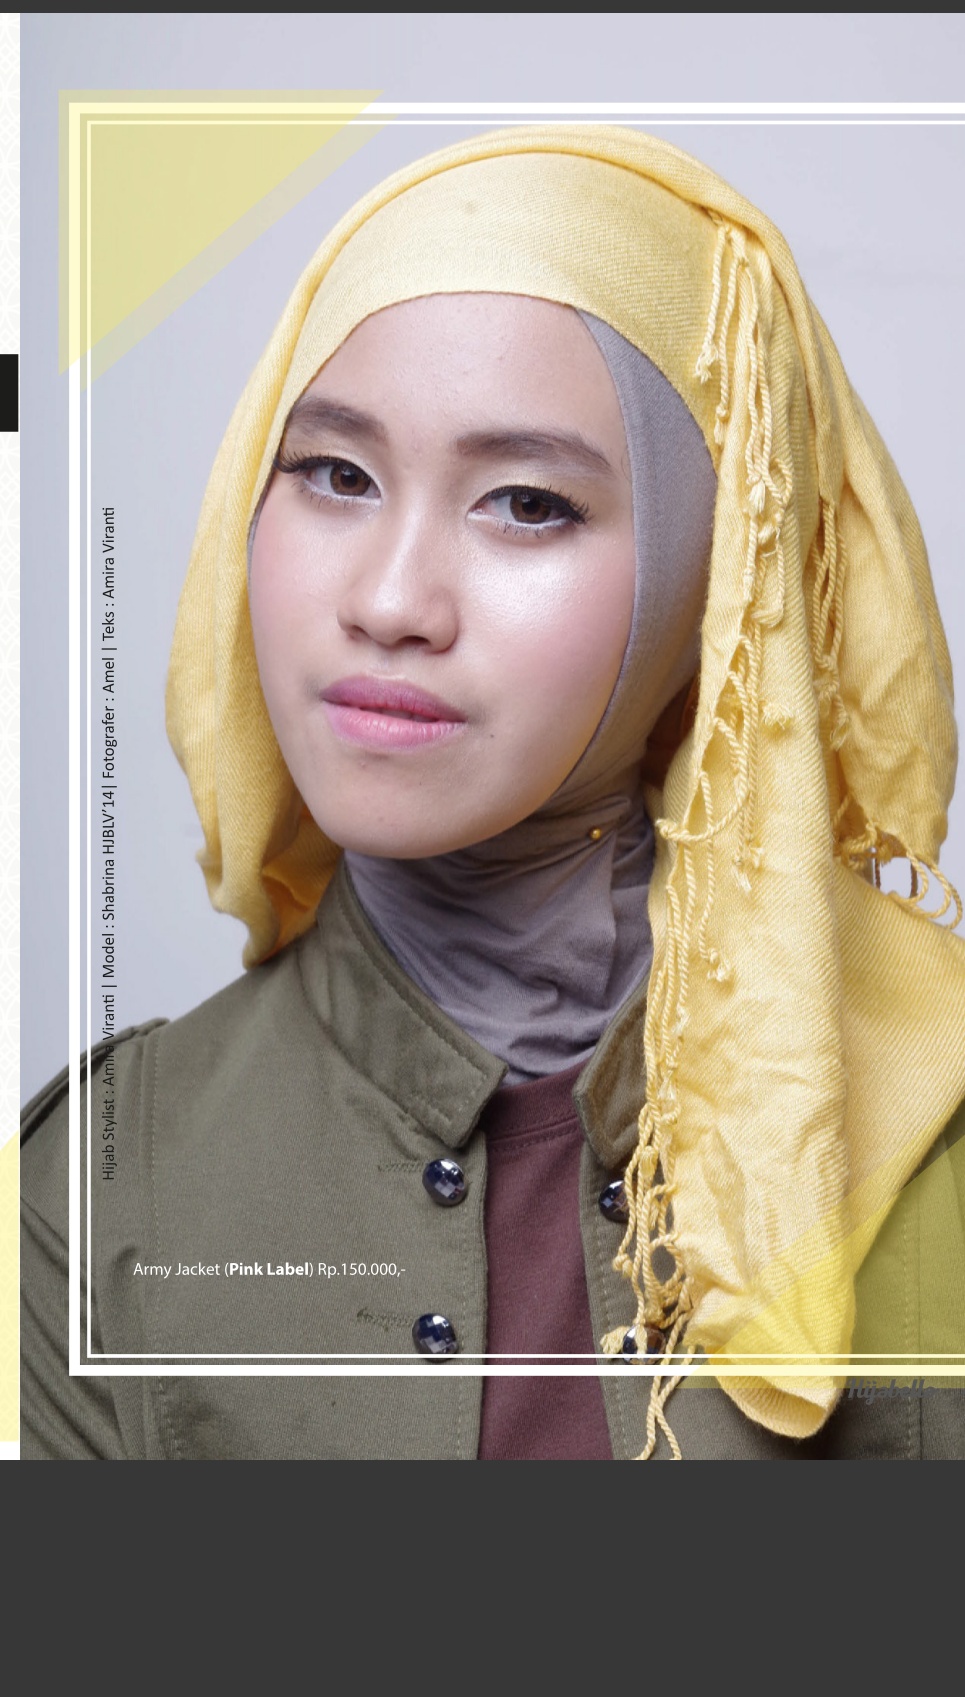 Hijab Stylist : Amira Viranti | Model : Shabrina HJBLV'14| Fotografer : Amel | Teks : Amira Viranti
Army Jacket (Pink Label) Rp.150.000,-
Hijabella